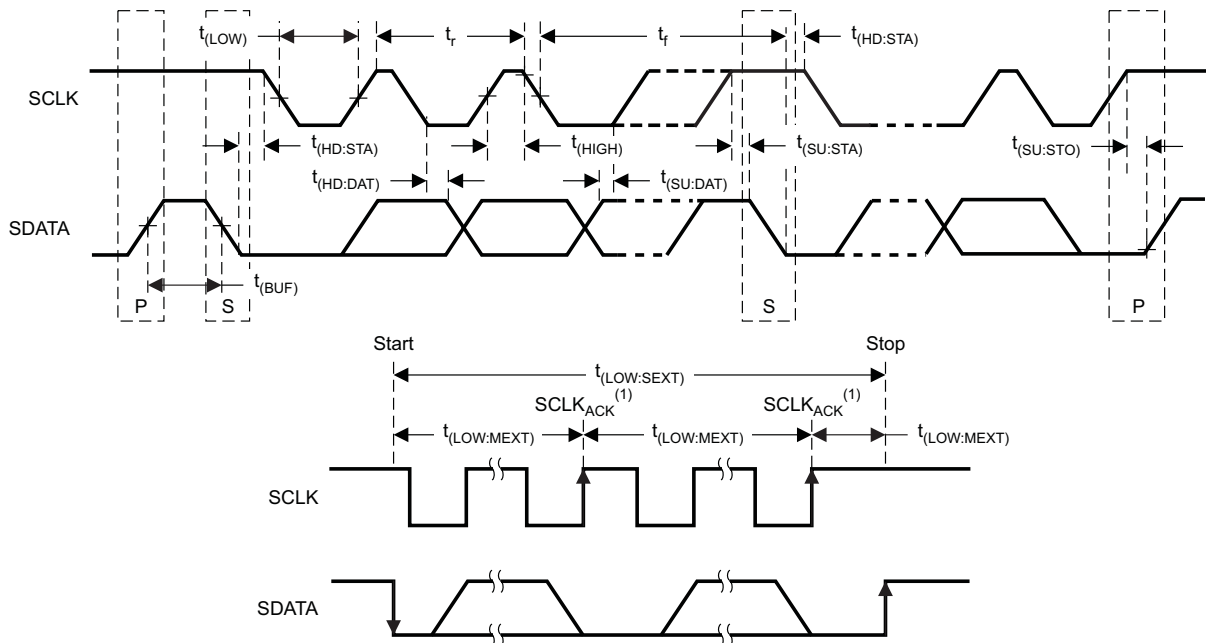 t(LOW)
tr
tf
t(HD:STA)
SCLK
t(HD:STA)
t(HIGH)
t(SU:STA)
t(SU:STO)
t(HD:DAT)
t(SU:DAT)
SDATA
t(BUF)
P
S
S
P
Start
Stop
t(LOW:SEXT)
SCLKACK(1)
SCLKACK(1)
t(LOW:MEXT)
t(LOW:MEXT)
t(LOW:MEXT)
SCLK
SDATA